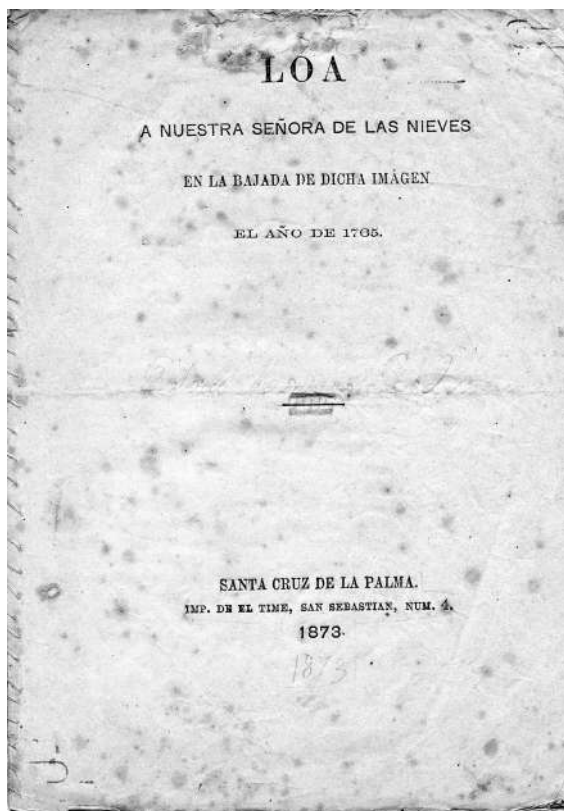 LOA
A NUESTRA SEÑORA DE LAS NIEVES
EN LA BAJADA DE DICHA IMÁGEN
EL AÑO DE 1765.
SANTA CRUZ DE LA PALMA.
IMP. DE EL TIME, SAN SEBASTIAN, NUM. 4.
1873.
1873